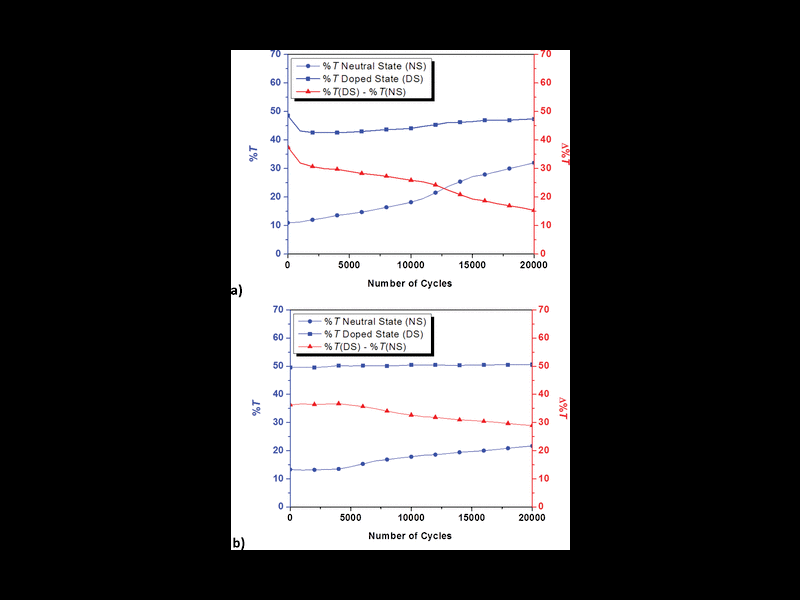 70
70
%T Neutral State (NS)
%T Doped State (DS)
%T(DS) - %T(NS)
60
60
50
50
40
40
%T
Δ%T
30
30
20
20
10
10
0
0
0 5000 10000 15000 20000
Number of Cycles
a)
70
70
%T Neutral State (NS)
%T Doped State (DS)
%T(DS) - %T(NS)
60
60
50
50
40
40
%T
Δ%T
30
30
20
20
10
10
0
0
0 5000 10000 15000 20000
Number of Cycles
b)